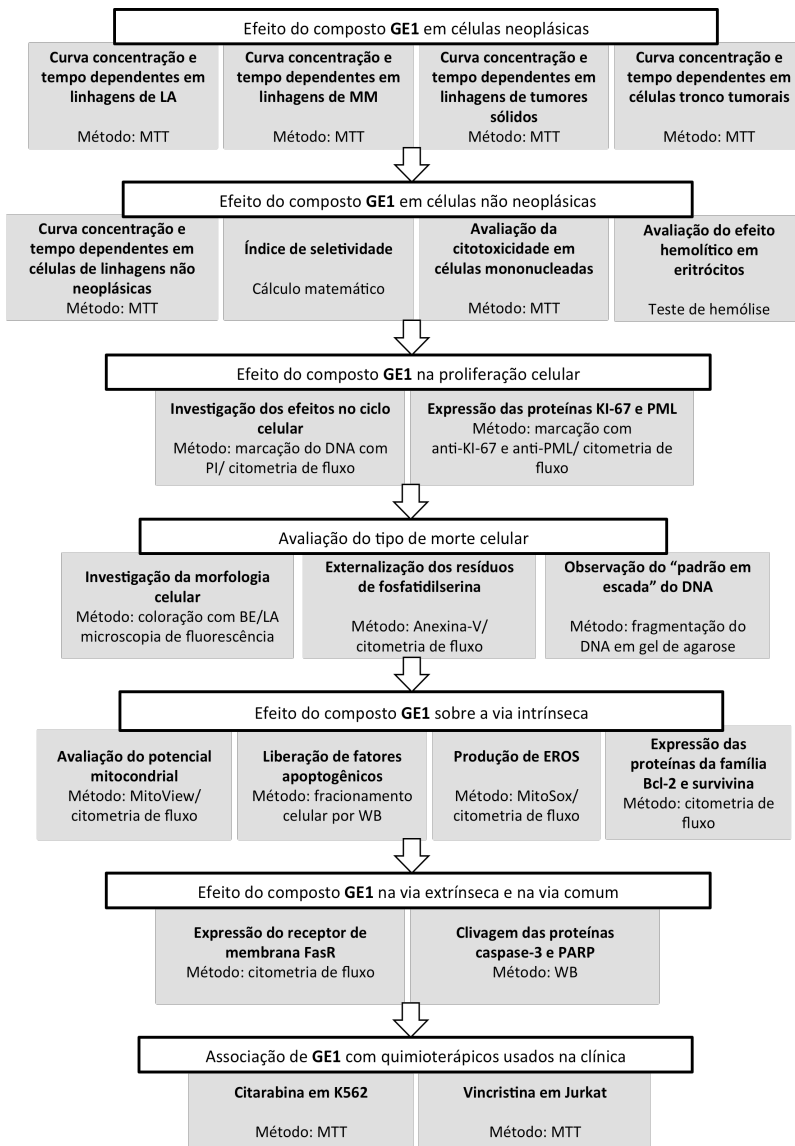 Efeito do composto GE1 em células neoplásicas
Curva concentração e
tempo dependentes em
linhagens de LA
Método: MTT
Curva concentração e
tempo dependentes em
linhagens de MM
Método: MTT
Curva concentração e
tempo dependentes em
linhagens de tumores
sólidos
Método: MTT
Curva concentração e
tempo dependentes em
células tronco tumorais
Método: MTT
Efeito do composto GE1 em células não neoplásicas
Curva concentração e
tempo dependentes em
células de linhagens não
neoplásicas
Método: MTT
Índice de seletividade
Cálculo matemático
Avaliação da
citotoxicidade em
células mononucleadas
Método: MTT
Avaliação do efeito
hemolítico em
eritrócitos
Teste de hemólise
Efeito do composto GE1 na proliferação celular
Investigação dos efeitos no ciclo
celular
Método: marcação do DNA com
PI/ citometria de fluxo
Expressão das proteínas KI-67 e PML
Método: marcação com
anti-KI-67 e anti-PML/ citometria de
fluxo
Avaliação do tipo de morte celular
Investigação da morfologia
celular
Método: coloração com BE/LA
microscopia de fluorescência
Externalização dos resíduos
de fosfatidilserina
Método: Anexina-V/
citometria de fluxo
Observação do “padrão em
escada” do DNA
Método: fragmentação do
DNA em gel de agarose
Efeito do composto GE1 sobre a via intrínseca
Avaliação do potencial
mitocondrial
Método: MitoView/
citometria de fluxo
Liberação de fatores
apoptogênicos
Método: fracionamento
celular por WB
Produção de EROS
Método: MitoSox/
citometria de fluxo
Expressão das
proteínas da família
Bcl-2 e survivina
Método: citometria de
fluxo
Efeito do composto GE1 na via extrínseca e na via comum
Expressão do receptor de
membrana FasR
Método: citometria de fluxo
Clivagem das proteínas
caspase-3 e PARP
Método: WB
Associação de GE1 com quimioterápicos usados na clínica
Citarabina em K562
Método: MTT
Vincristina em Jurkat
Método: MTT